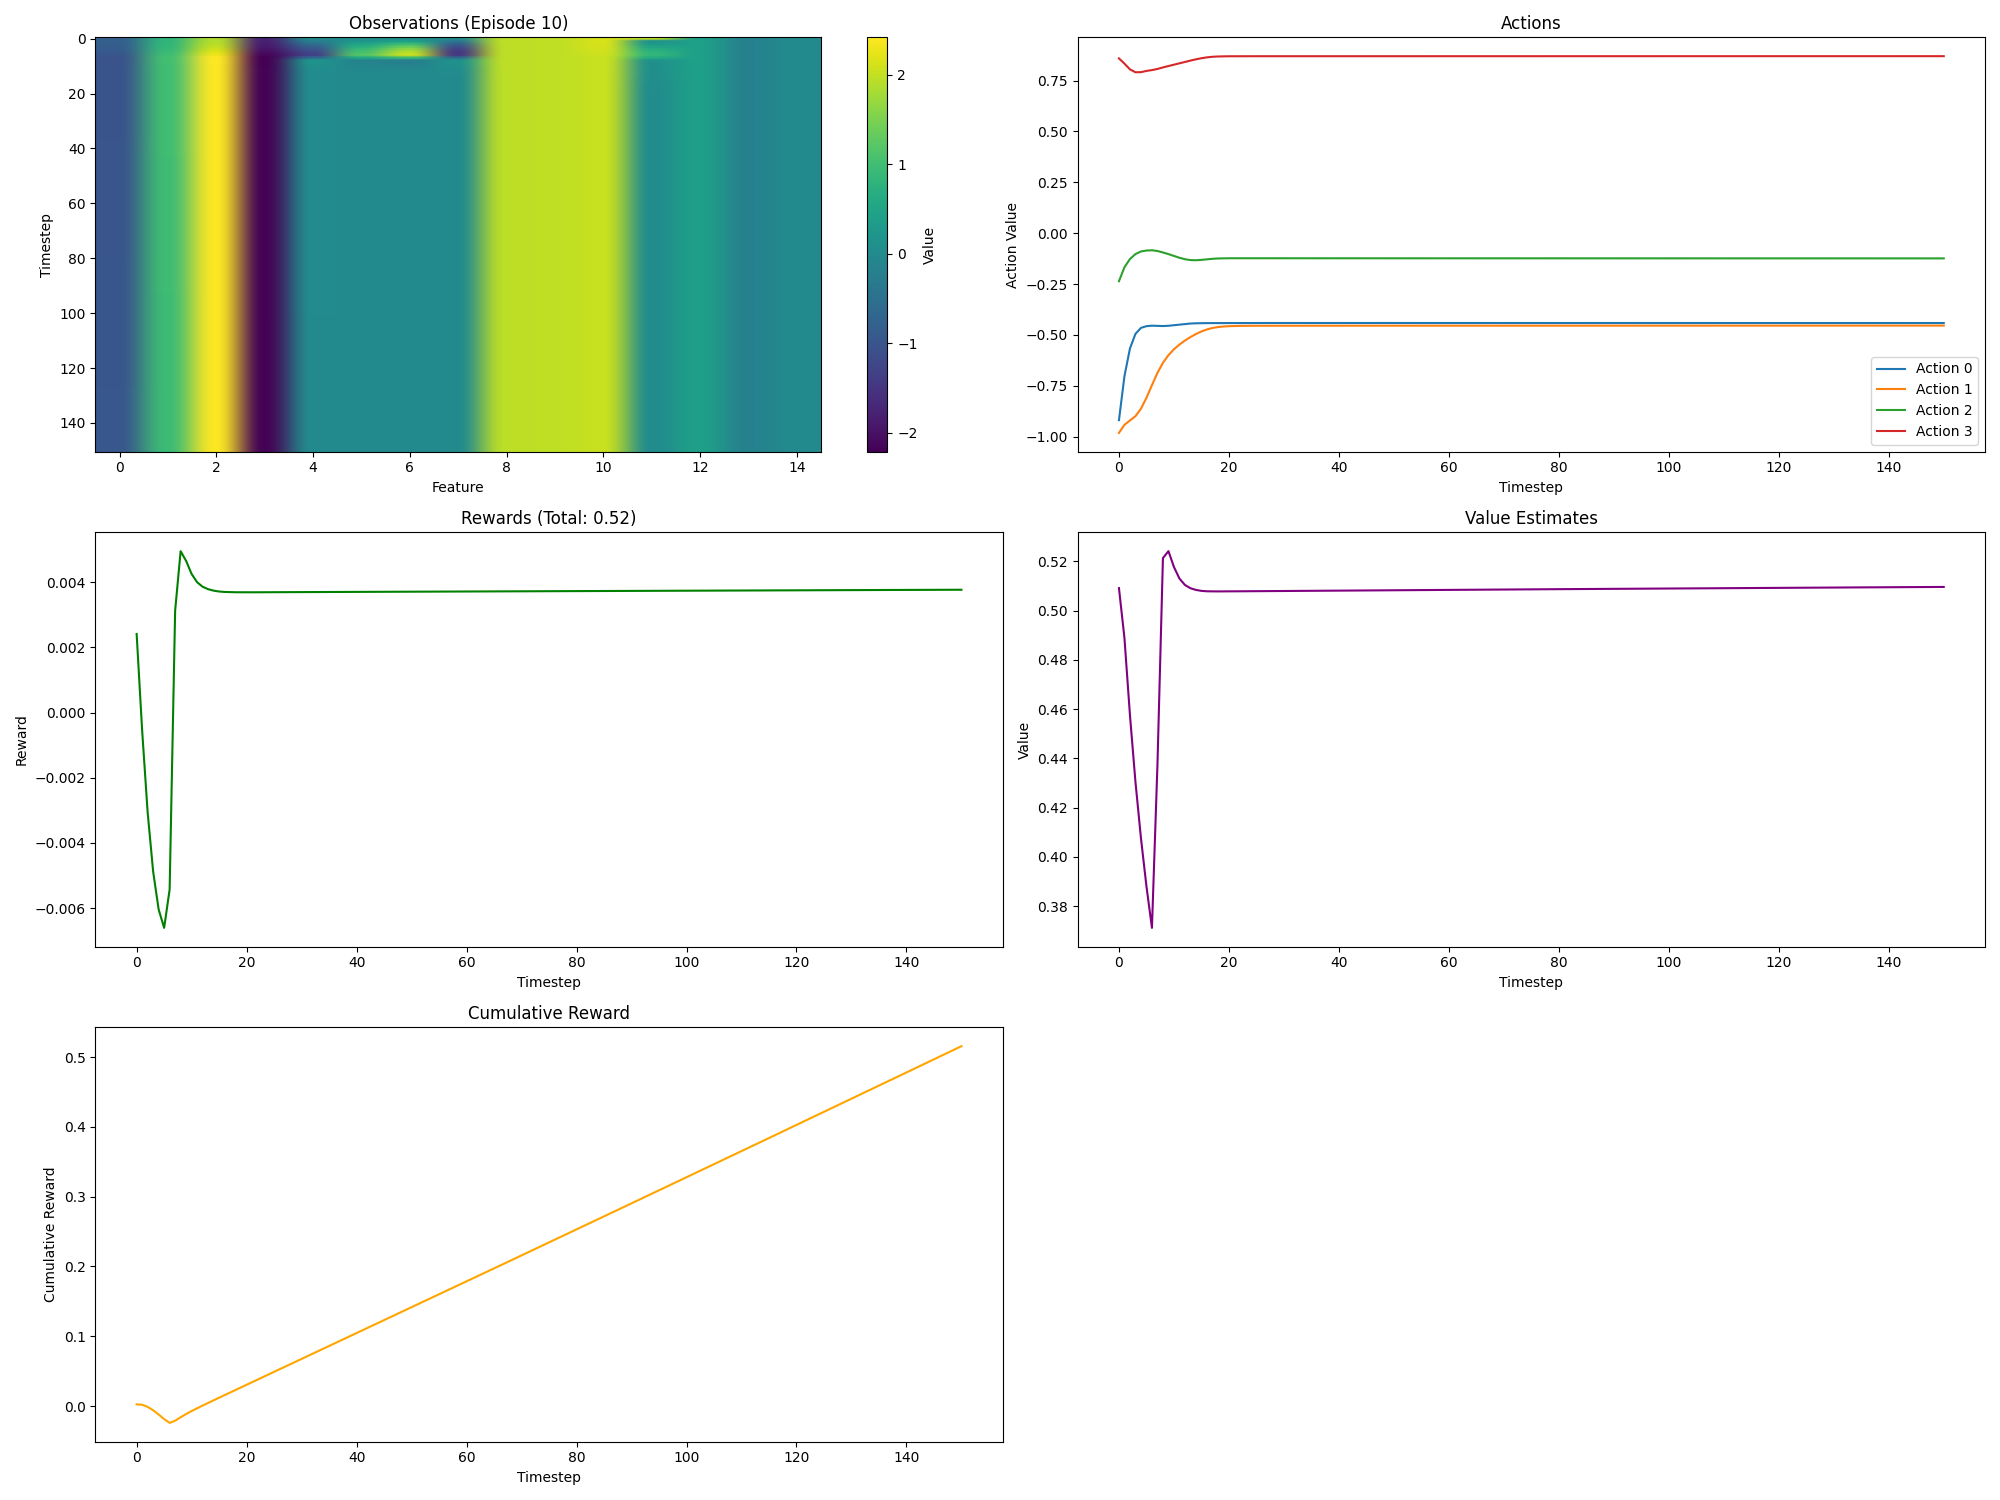 Observations (Episode 10)
0
20
40
60
80
100
120
140
Timestep
0 2 4 6 8 10 12 14
Feature
2
1
0
−1
−2
Value
Actions
0.75
0.50
0.25
0.00
−0.25
−0.50
−0.75
−1.00
Action Value
Action 0
Action 1
Action 2
Action 3
0 20 40 60 80 100 120 140
Timestep
Rewards (Total: 0.52)
0.004
0.002
0.000
−0.002
−0.004
−0.006
Reward
0 20 40 60 80 100 120 140
Timestep
Value Estimates
0.52
0.50
0.48
0.46
0.44
0.42
0.40
0.38
Value
0 20 40 60 80 100 120 140
Timestep
Cumulative Reward
0.5
0.4
0.3
0.2
0.1
0.0
Cumulative Reward
0 20 40 60 80 100 120 140
Timestep